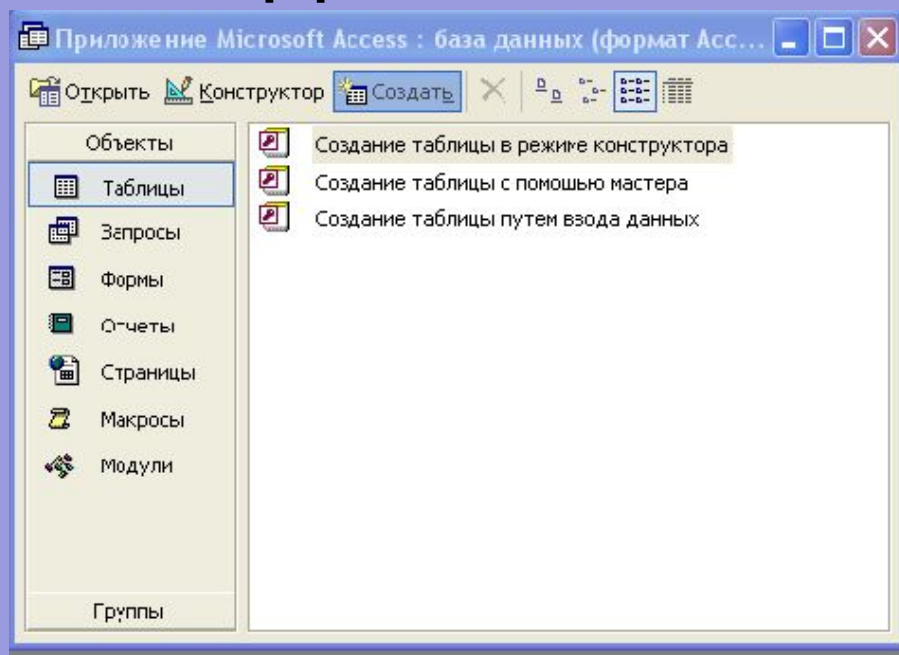 Приложение Microsoft Access : база данных (формат Acc...
Открыть Конструктор Создать
Объекты
Таблицы
Запросы
Формы
Отчеты
Страницы
Макросы
Модули
Группы
Создание таблицы в режиме конструктора
Создание таблицы с помошью мастера
Создание таблицы путем ввода данных